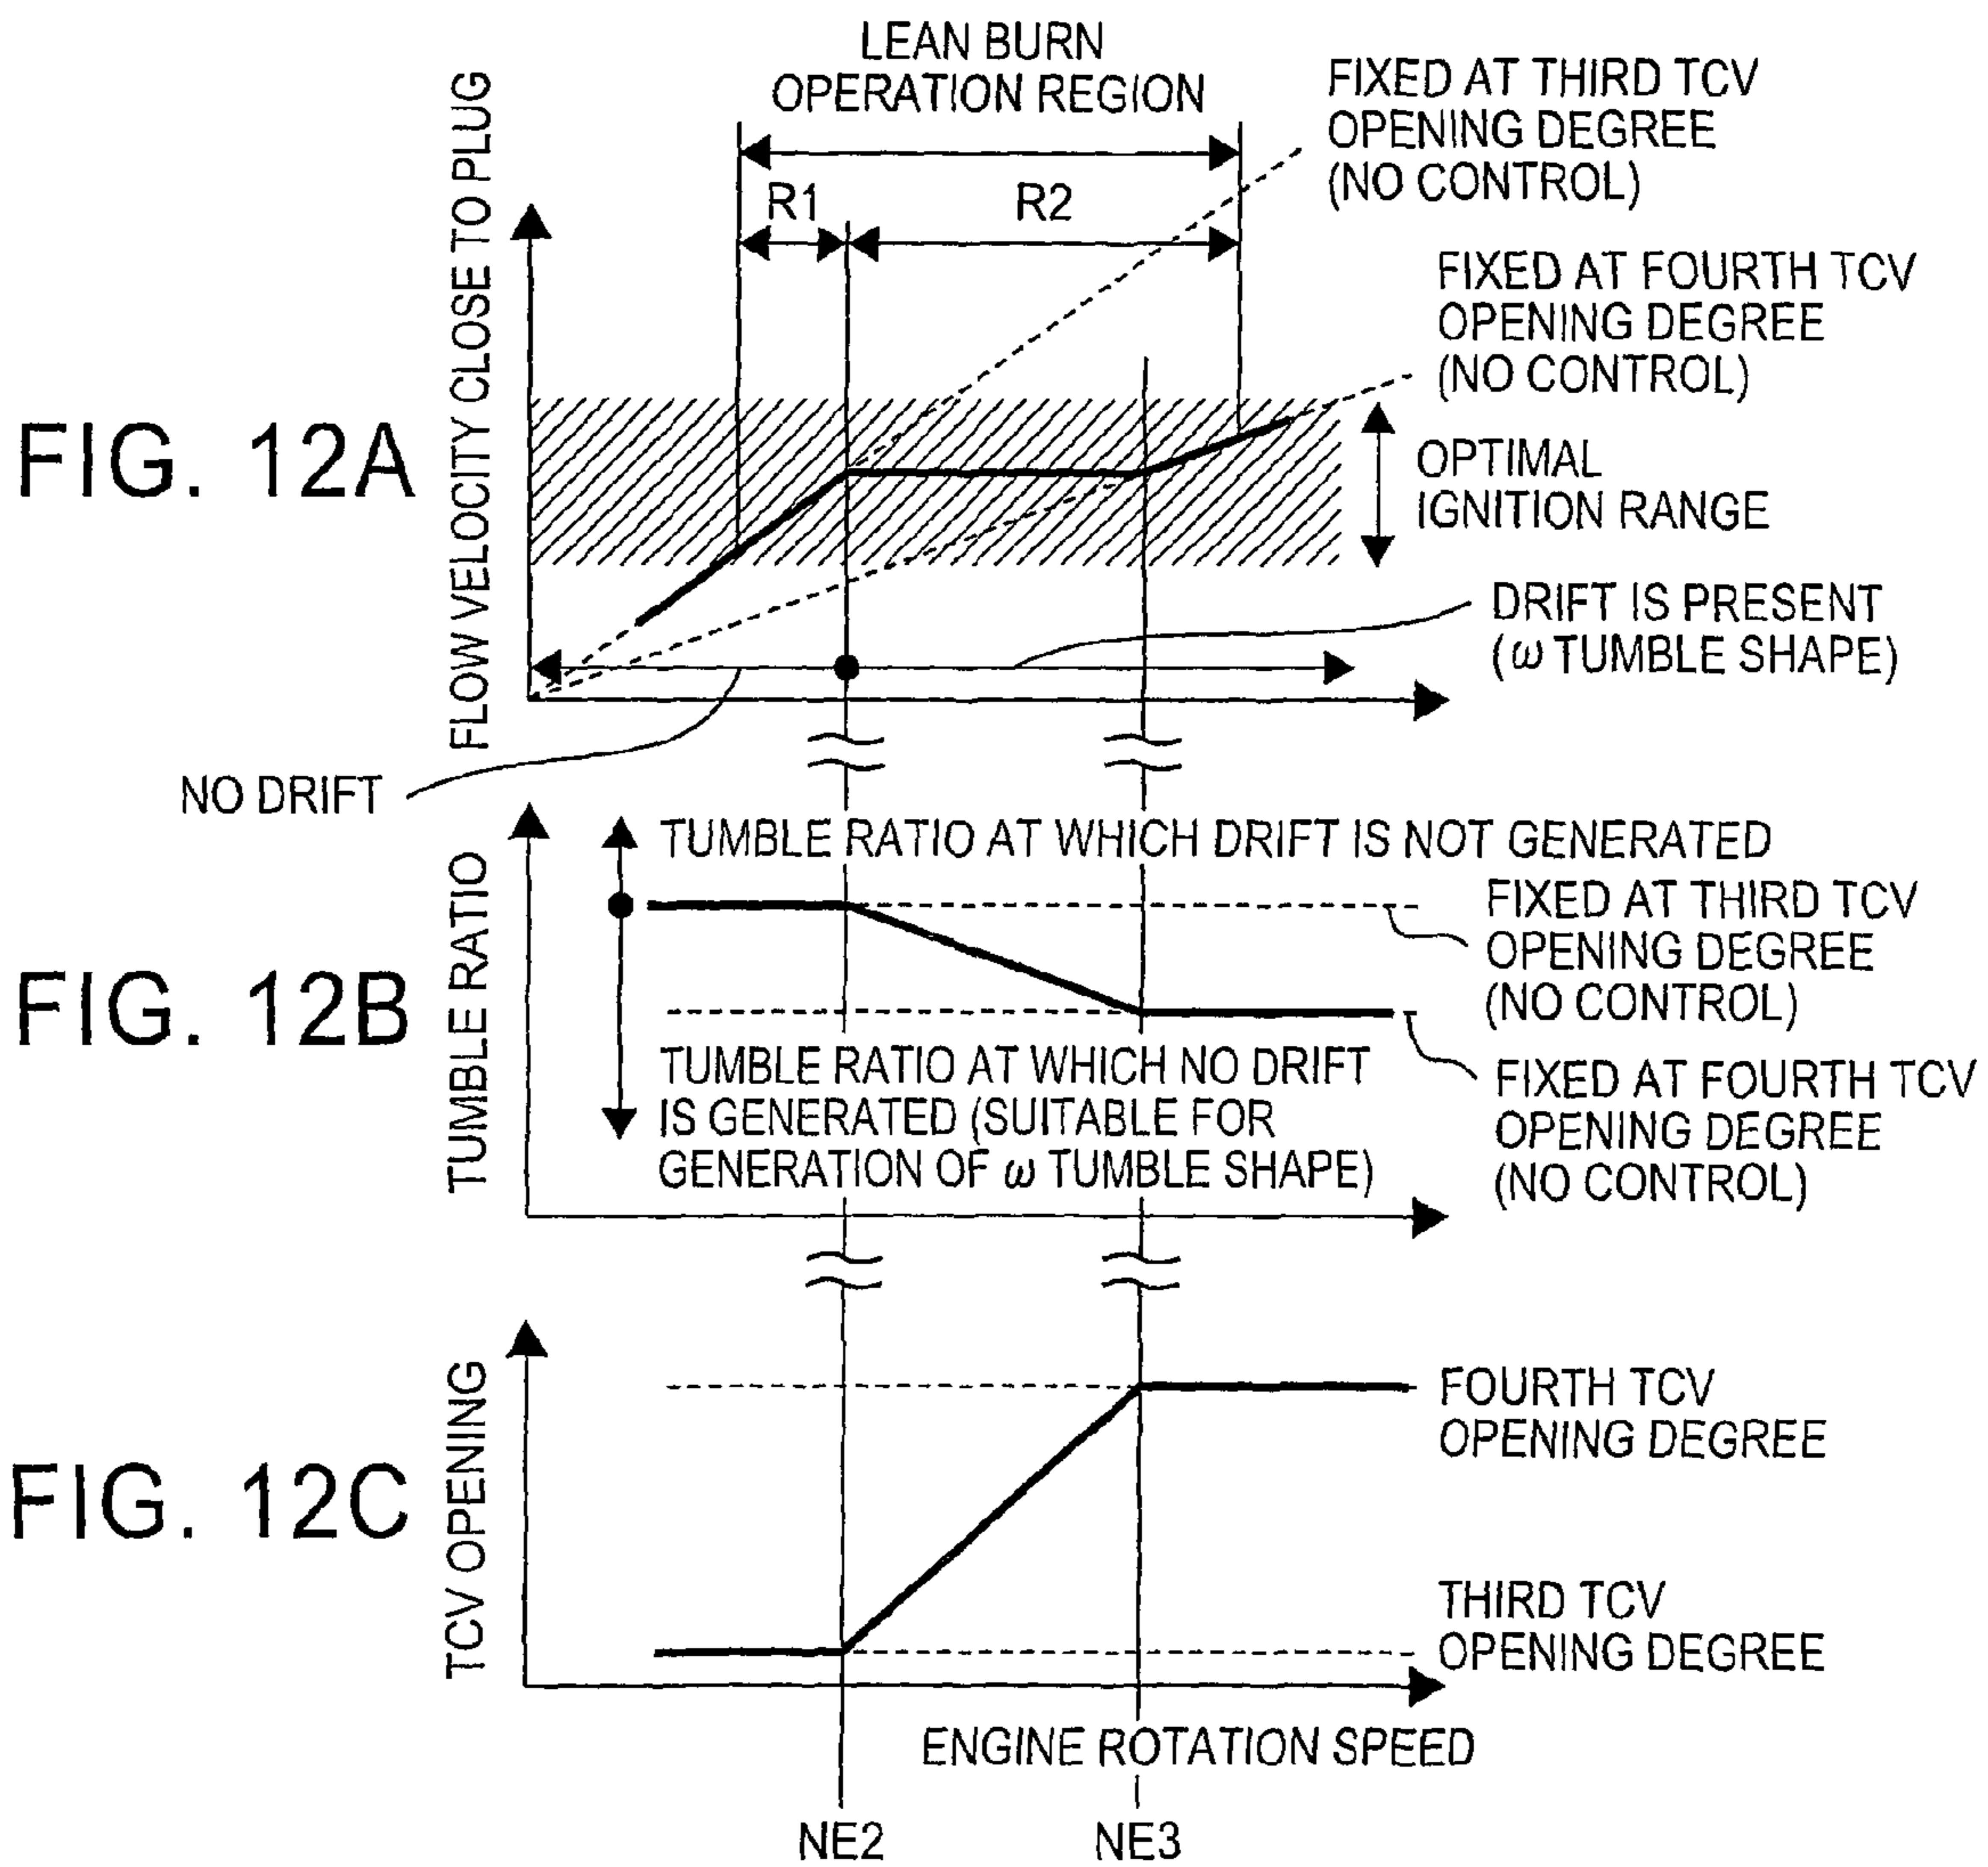 LEAN BURN
OPERATION REGION
FIXED AT THIRD TCV
OPENING DEGREE
(NO CONTROL)
R1
R2
FIXED AT FOURTH TCV
OPENING DEGREE
(NO CONTROL)
FLOW VELOCITY CLOSE TO PLUG
FIG. 12A
OPTIMAL
IGNITION RANGE
DRIFT IS PRESENT
(ω TUMBLE SHAPE)
NO DRIFT
TUMBLE RATIO AT WHICH DRIFT IS NOT GENERATED
TUMBLE RATIO
FIG. 12B
FIXED AT THIRD TCV
OPENING DEGREE
(NO CONTROL)
TUMBLE RATIO AT WHICH NO DRIFT
IS GENERATED (SUITABLE FOR
GENERATION OF ω TUMBLE SHAPE)
FIXED AT FOURTH TCV
OPENING DEGREE
(NO CONTROL)
TCV OPENING
FIG. 12C
FOURTH TCV
OPENING DEGREE
THIRD TCV
OPENING DEGREE
ENGINE ROTATION SPEED
NE2
NE3